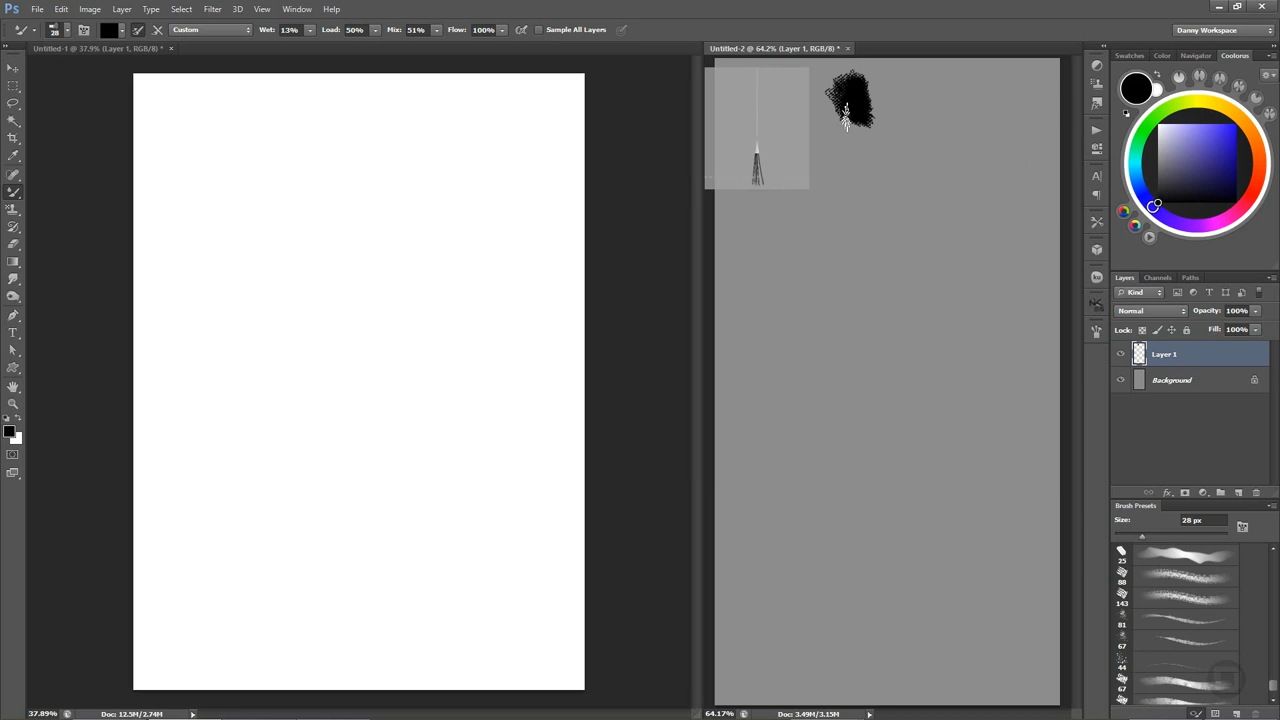 Ps File Edit Image Layer Type Select Filter 3D View Window Help
28 Custom Wet: 13% Load: 50% Mix: 51% Flow: 100% Sample All Layers Danny Workspace
Untitled-1 @ 37.9% (Layer 1, RGB/8) * × Untitled-2 @ 64.2% (Layer 1, RGB/8) * ×
Swatches Color Navigator Coolorus
Layers Channels Paths
Kind
Normal Opacity: 100%
Lock: Fill: 100%
Layer 1
Background
Brush Presets
Size: 28 px
25
88
143
81
67
44
67
37.89% Doc: 12.5M/2.74M 64.17% Doc: 3.49M/3.15M